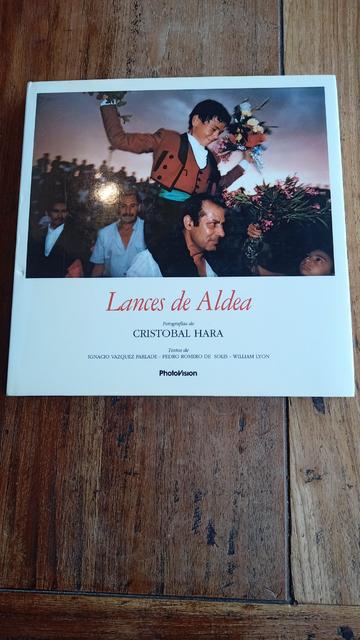 Lances de Aldea
Fotografías de
CRISTOBAL HARA
Textos de
IGNACIO VAZQUEZ PARLADE - PEDRO ROMERO DE SOLIS - WILLIAM LYON
PhotoVision